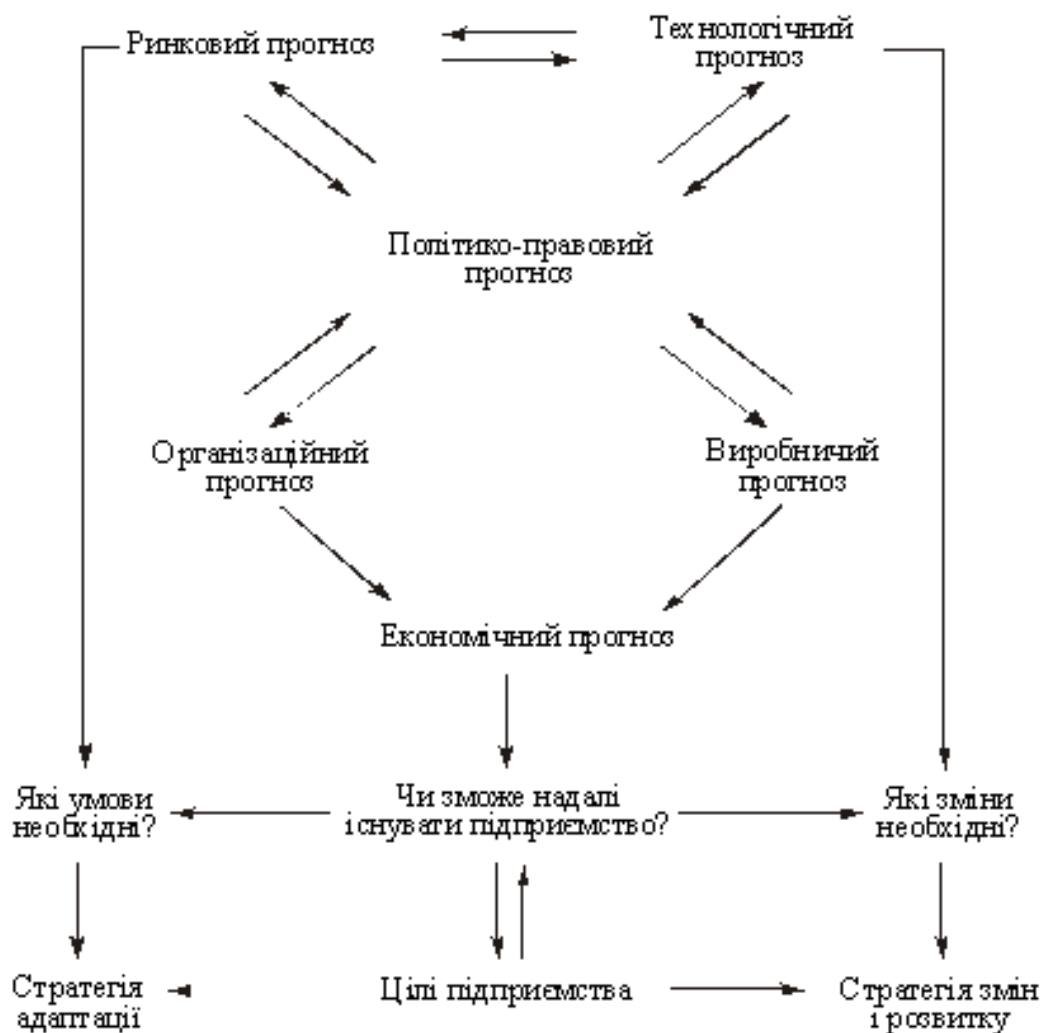 Ринковий прогноз
Технологічний
прогноз
Політико-правовий
прогноз
Організаційний
прогноз
Виробничий
прогноз
Економічний прогноз
Які умови
необхідні?
Чи зможе надалі
існувати підприємство?
Які зміни
необхідні?
Стратегія
адаптації
Цілі підприємства
Стратегія змін
і розвитку